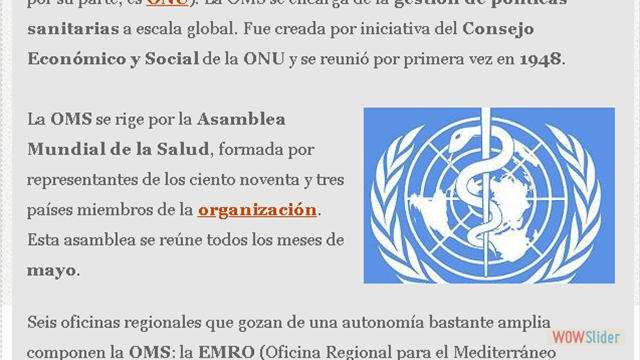 por su parte, es ONU). La OMS se encarga de la gestión de políticas
sanitarias a escala global. Fue creada por iniciativa del Consejo
Económico y Social de la ONU y se reunió por primera vez en 1948.
La OMS se rige por la Asamblea
Mundial de la Salud, formada por
representantes de los ciento noventa y tres
países miembros de la organización.
Esta asamblea se reúne todos los meses de
mayo.
Seis oficinas regionales que gozan de una autonomía bastante amplia
componen la OMS: la EMRO (Oficina Regional para el Mediterráneo
WOWSlider